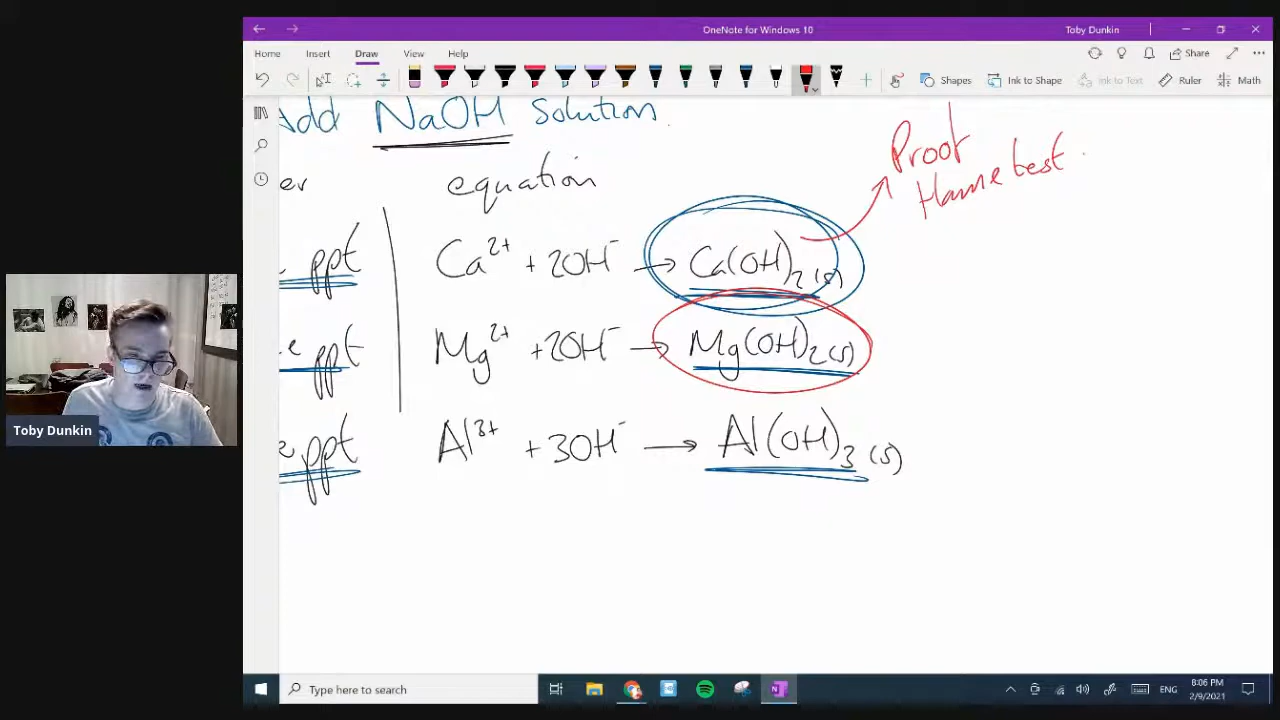 OneNote for Windows 10
Toby Dunkin
Home Insert Draw View Help
Share
Shapes
Ink to Shape
Ink to Text
Ruler
Math
Add NaOH Solution.
Proof
flame test.
er equation
ppt Ca²⁺ + 2OH⁻ → Ca(OH)₂ (s)
e ppt Mg²⁺ + 2OH⁻ → Mg(OH)₂(s)
e ppt Al³⁺ + 3OH⁻ → Al(OH)₃ (s)
Toby Dunkin
Type here to search
ENG
8:06 PM
2/9/2021